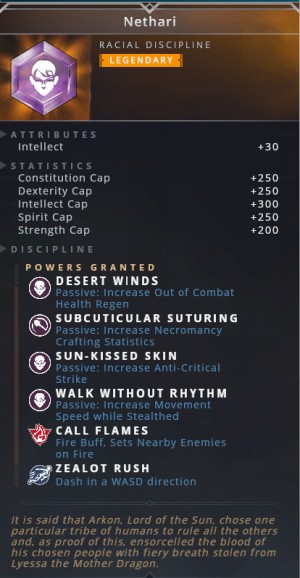 Nethari
RACIAL DISCIPLINE
LEGENDARY
ATTRIBUTES
Intellect +30
STATISTICS
Constitution Cap +250
Dexterity Cap +250
Intellect Cap +300
Spirit Cap +250
Strength Cap +200
DISCIPLINE
POWERS GRANTED
DESERT WINDS
Passive: Increase Out of Combat
Health Regen
SUBCUTICULAR SUTURING
Passive: Increase Necromancy
Crafting Statistics
SUN-KISSED SKIN
Passive: Increase Anti-Critical
Strike
WALK WITHOUT RHYTHM
Passive: Increase Movement
Speed while Stealthed
CALL FLAMES
Fire Buff, Sets Nearby Enemies
on Fire
ZEALOT RUSH
Dash in a WASD direction
It is said that Arkon, Lord of the Sun, chose one
particular tribe of humans to rule all the others
and, as proof of this, ensorcelled the blood of
his chosen people with fiery breath stolen from
Lyessa the Mother Dragon.